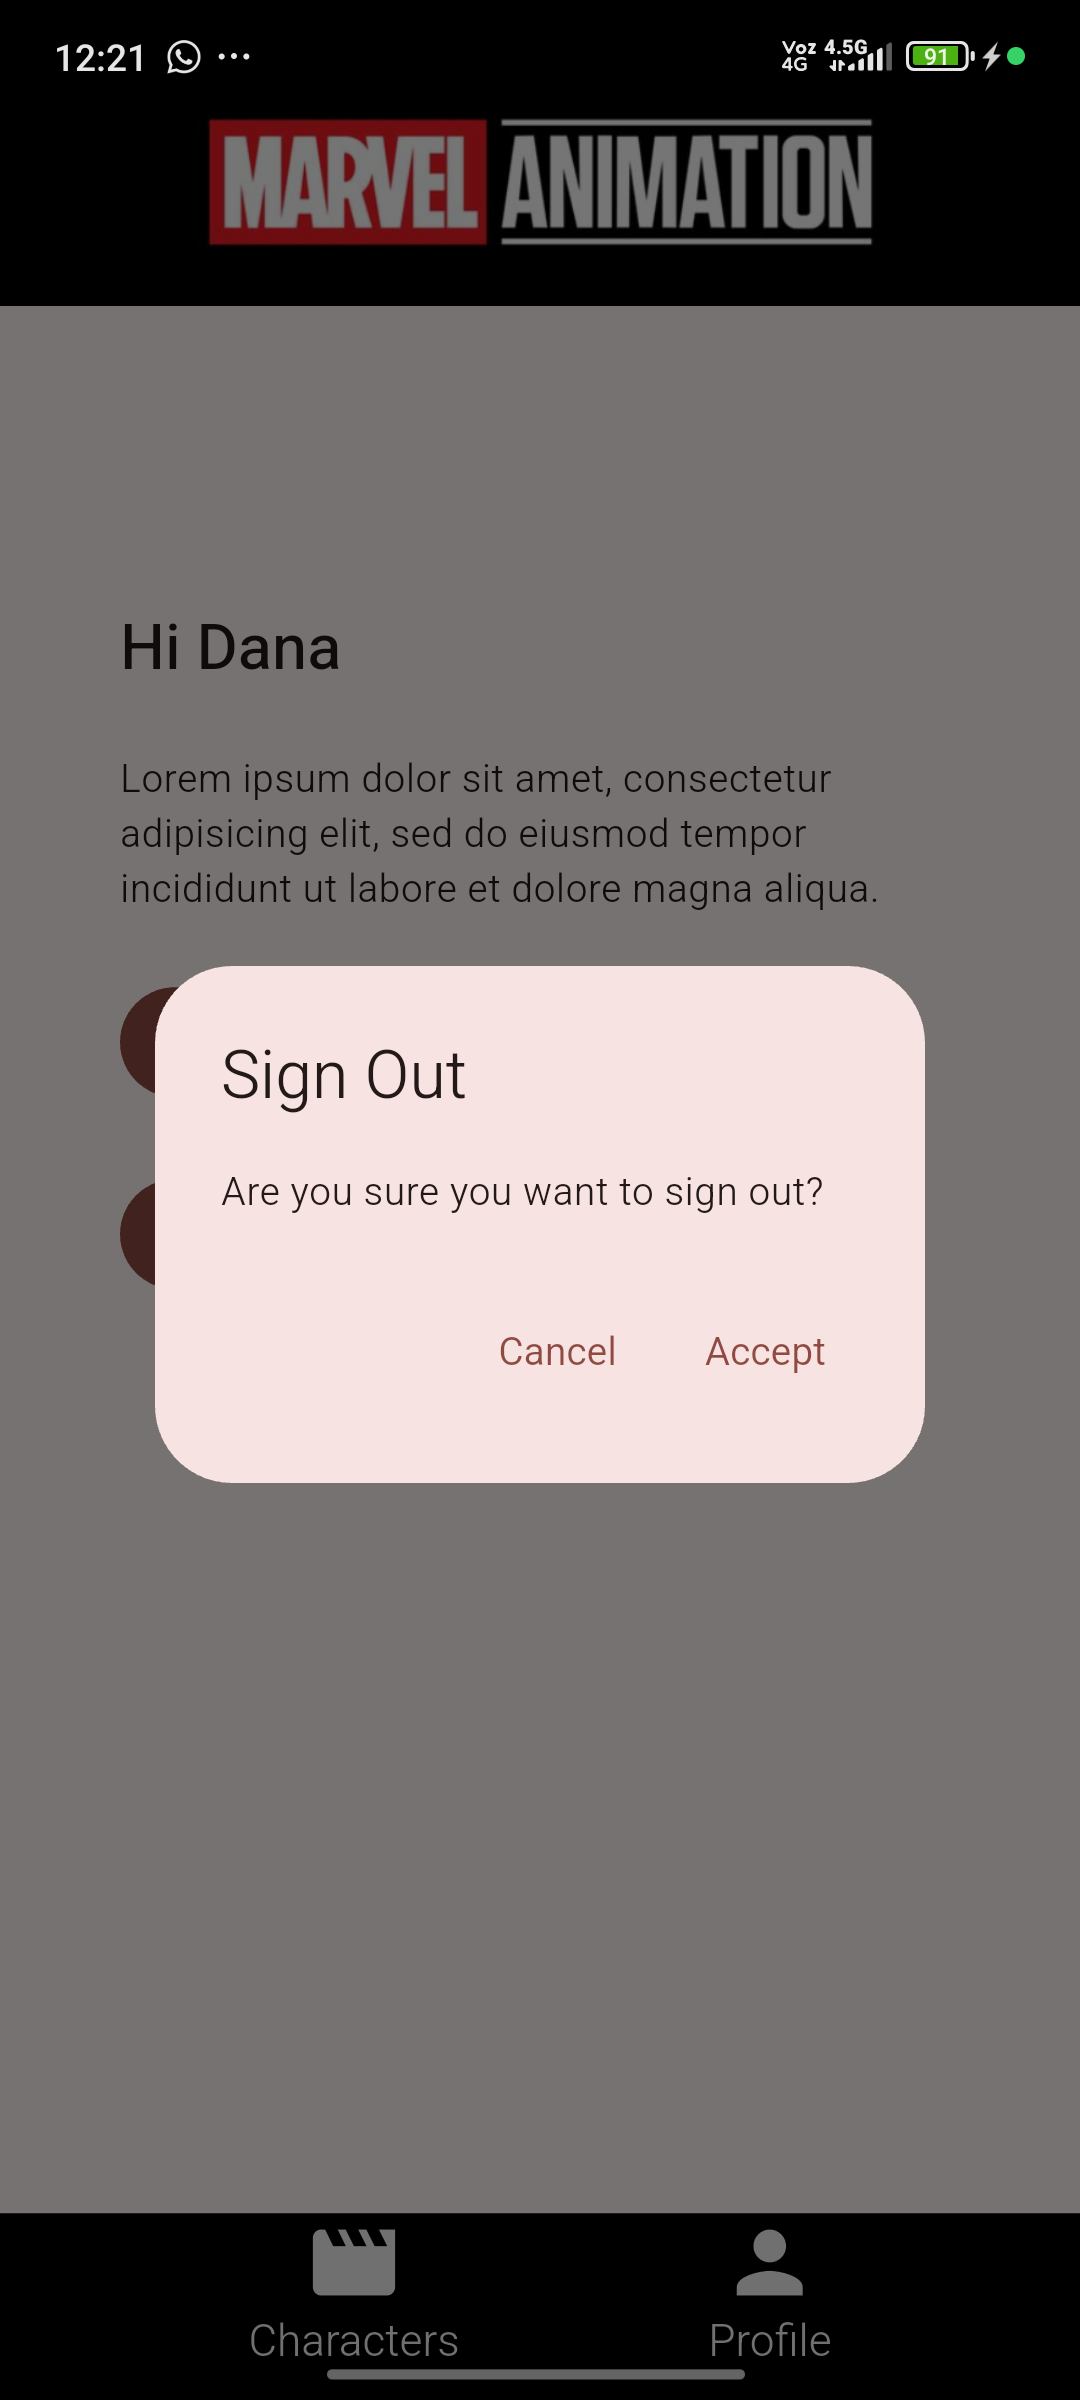 12:21
Voz 4.5G
4G
91
MARVEL ANIMATION
Hi Dana
Lorem ipsum dolor sit amet, consectetur
adipisicing elit, sed do eiusmod tempor
incididunt ut labore et dolore magna aliqua.
Sign Out
Are you sure you want to sign out?
Cancel Accept
Characters Profile